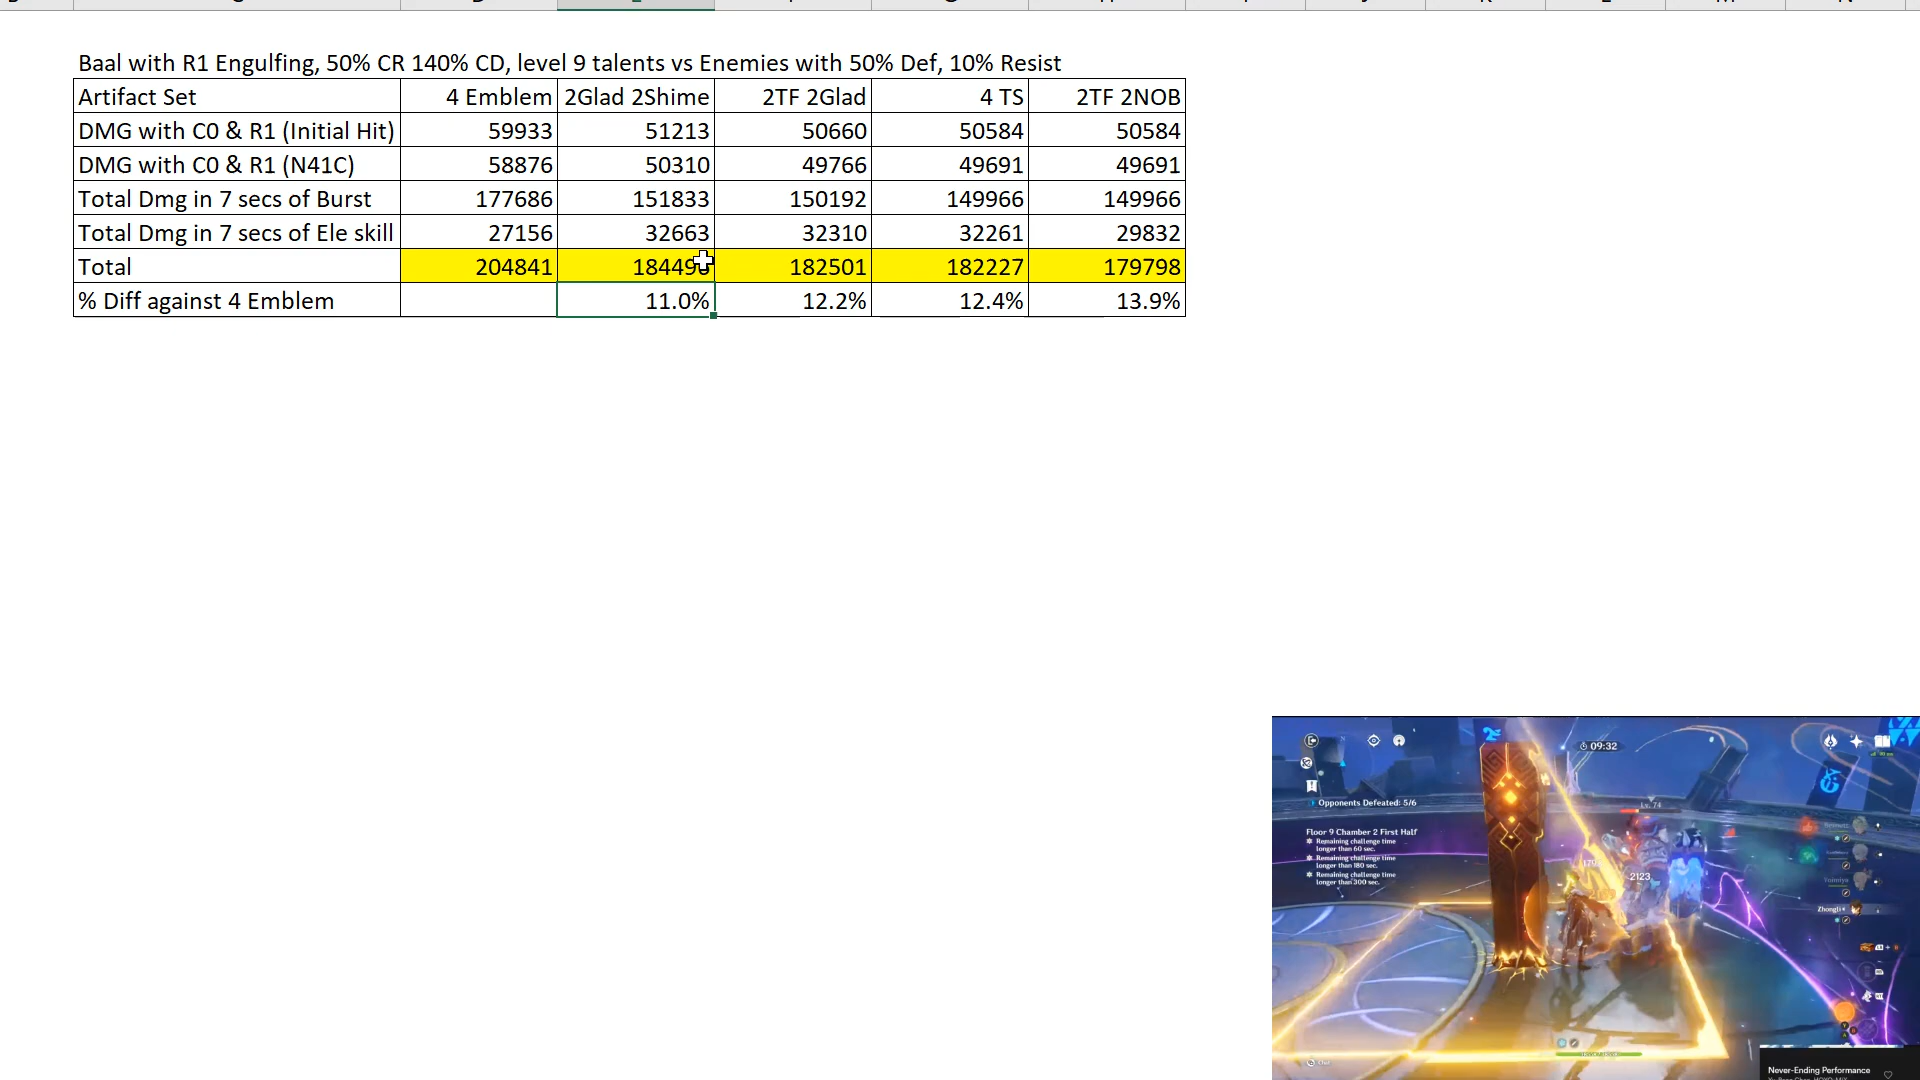 Baal with R1 Engulfing, 50% CR 140% CD, level 9 talents vs Enemies with 50% Def, 10% Resist
Artifact Set 4 Emblem 2Glad 2Shime 2TF 2Glad 4 TS 2TF 2NOB
DMG with C0 & R1 (Initial Hit) 59933 51213 50660 50584 50584
DMG with C0 & R1 (N41C) 58876 50310 49766 49691 49691
Total Dmg in 7 secs of Burst 177686 151833 150192 149966 149966
Total Dmg in 7 secs of Ele skill 27156 32663 32310 32261 29832
Total 204841 182501 182227 179798
% Diff against 4 Emblem 11.0% 12.2% 12.4% 13.9%
09:32
Opponents Defeated: 5/6
Lv. 74
Floor 9 Chamber 2 First Half
Remaining challenge time
longer than 60 sec.
Remaining challenge time
longer than 180 sec.
Remaining challenge time
longer than 300 sec.
2123
Zhongli
Never-Ending Performance